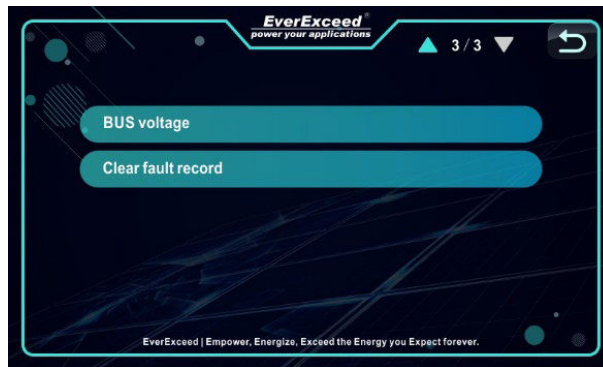 EverExceed®
power your applications
3/3
BUS voltage
Clear fault record
EverExceed | Empower, Energize, Exceed the Energy you Expect forever.